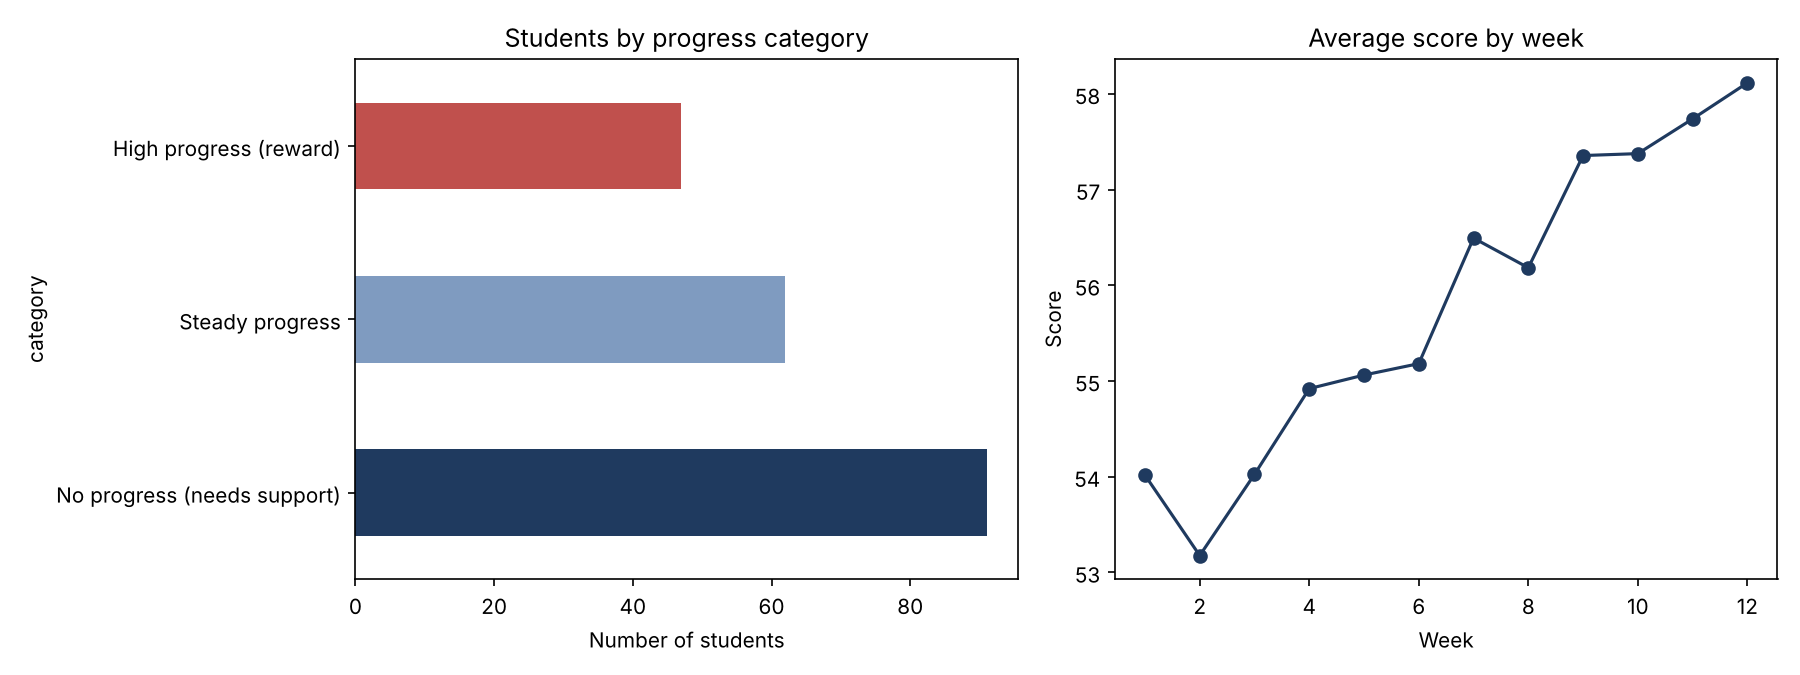 Students by progress category
High progress (reward)
Steady progress
No progress (needs support)
category
0 20 40 60 80
Number of students
Average score by week
58
57
56
55
54
53
Score
2 4 6 8 10 12
Week